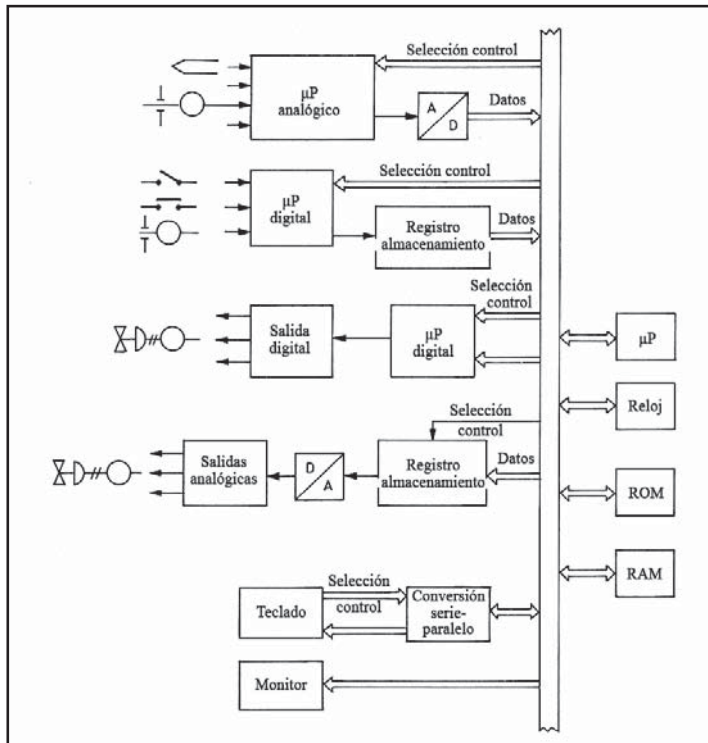 Selección control
µP
analógico
A
D
Datos
Selección control
µP
digital
Registro
almacenamiento
Datos
Selección
control
Salida
digital
µP
digital
µP
Selección
control
Reloj
Salidas
analógicas
D
A
Registro
almacenamiento
Datos
ROM
RAM
Selección
control
Teclado
Conversión
serie-
paralelo
Monitor